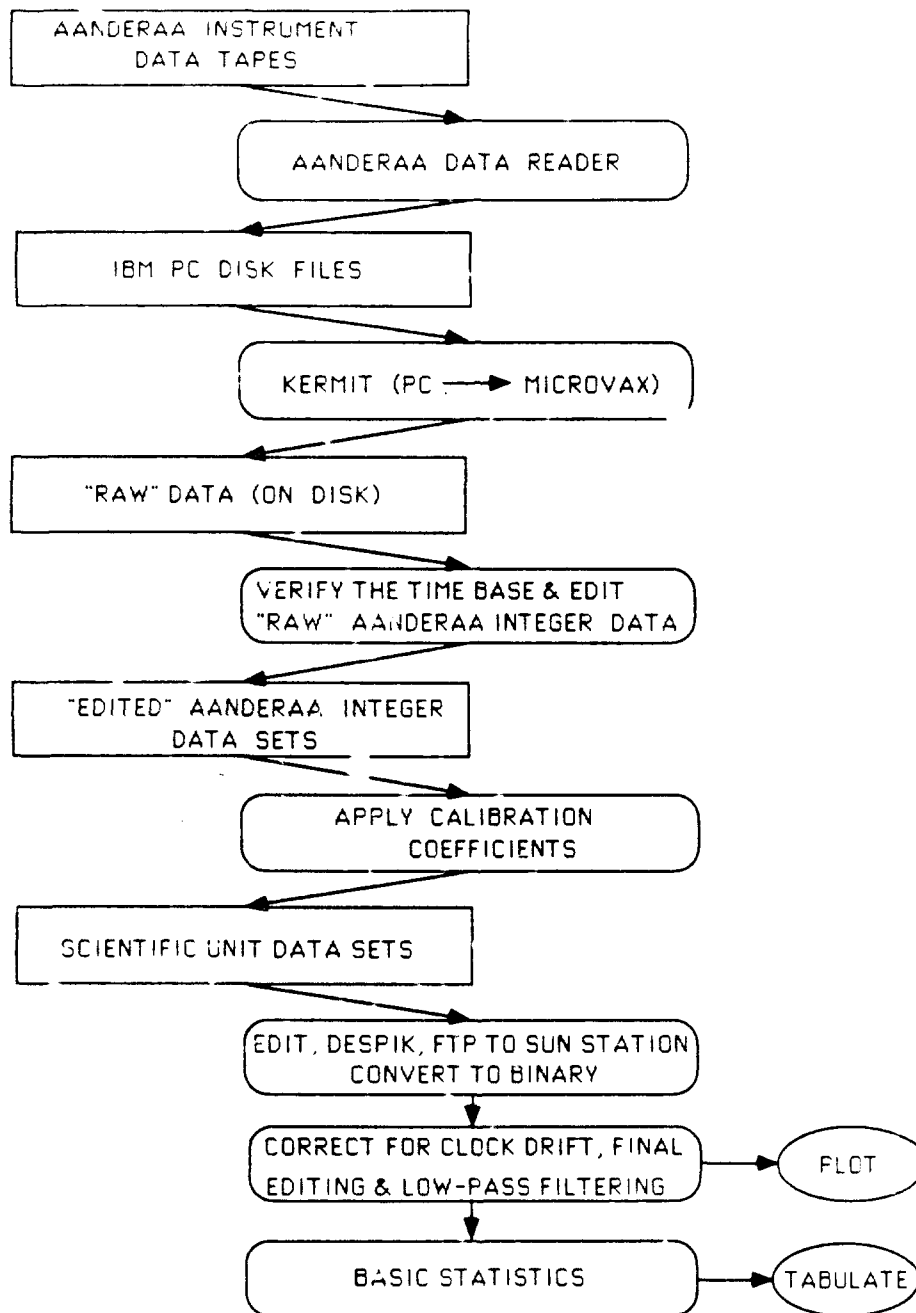 AANDERAA INSTRUMENT
DATA TAPES
AANDERAA DATA READER
IBM PC DISK FILES
KERMIT (PC → MICROVAX)
"RAW" DATA (ON DISK)
VERIFY THE TIME BASE & EDIT
"RAW" AANDERAA INTEGER DATA
"EDITED" AANDERAA INTEGER
DATA SETS
APPLY CALIBRATION
COEFFICIENTS
SCIENTIFIC UNIT DATA SETS
EDIT, DESPIK, FTP TO SUN STATION
CONVERT TO BINARY
CORRECT FOR CLOCK DRIFT, FINAL
EDITING & LOW-PASS FILTERING
PLOT
BASIC STATISTICS
TABULATE